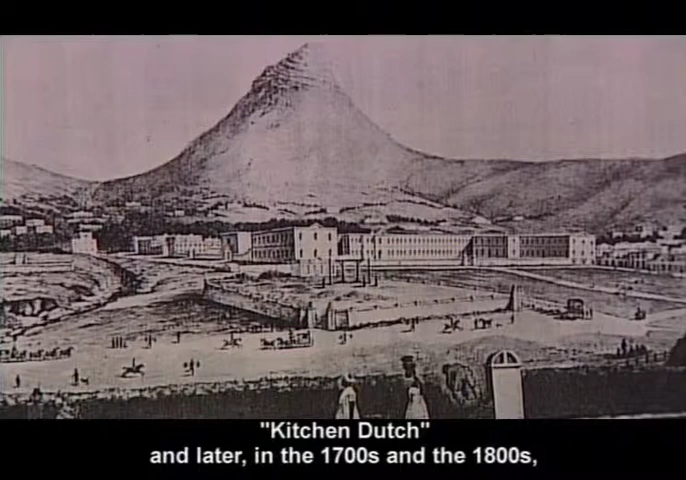 "Kitchen Dutch"
and later, in the 1700s and the 1800s,